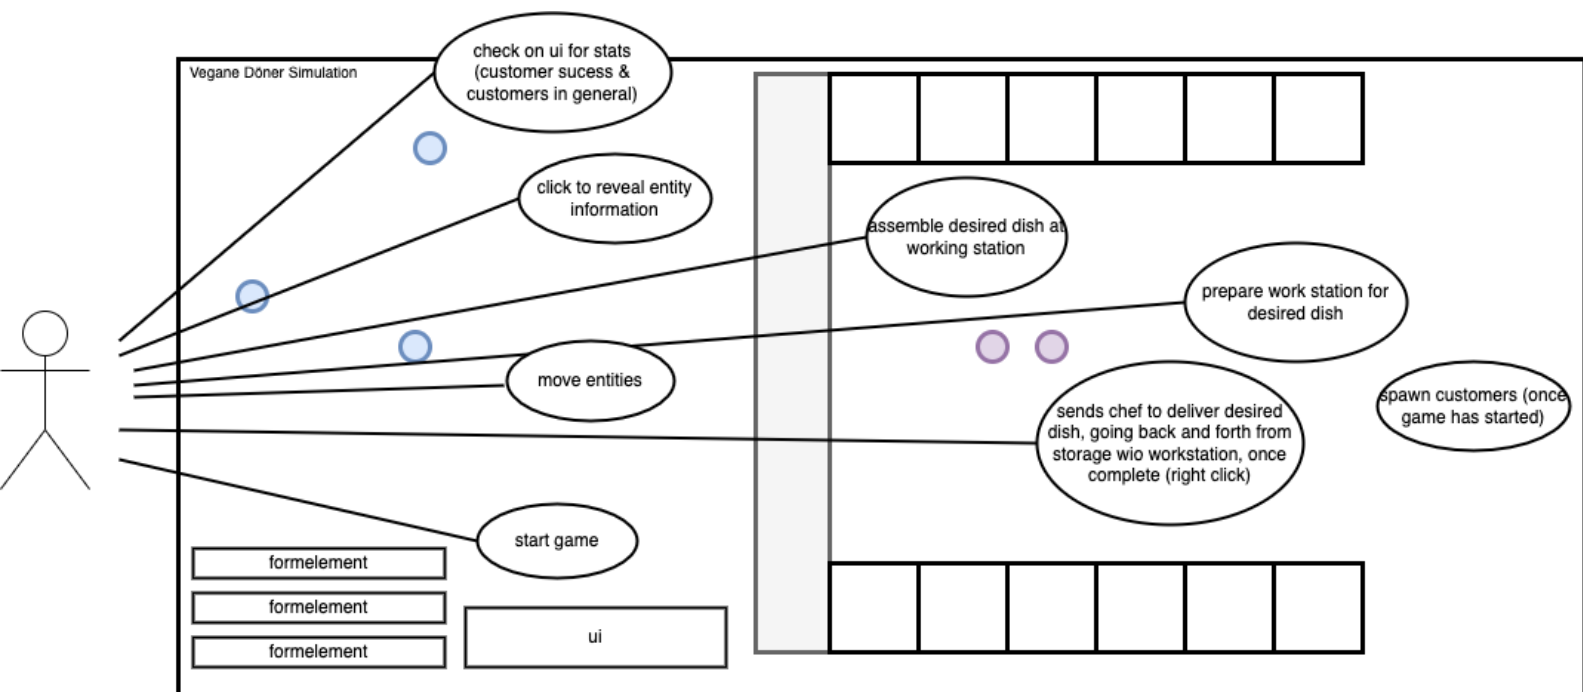 check on ui for stats
(customer sucess &
customers in general)
Vegane Döner Simulation
click to reveal entity
information
assemble desired dish at
working station
prepare work station for
desired dish
move entities
spawn customers (once
game has started)
sends chef to deliver desired
dish, going back and forth from
storage wio workstation, once
complete (right click)
start game
formelement
formelement
formelement
ui